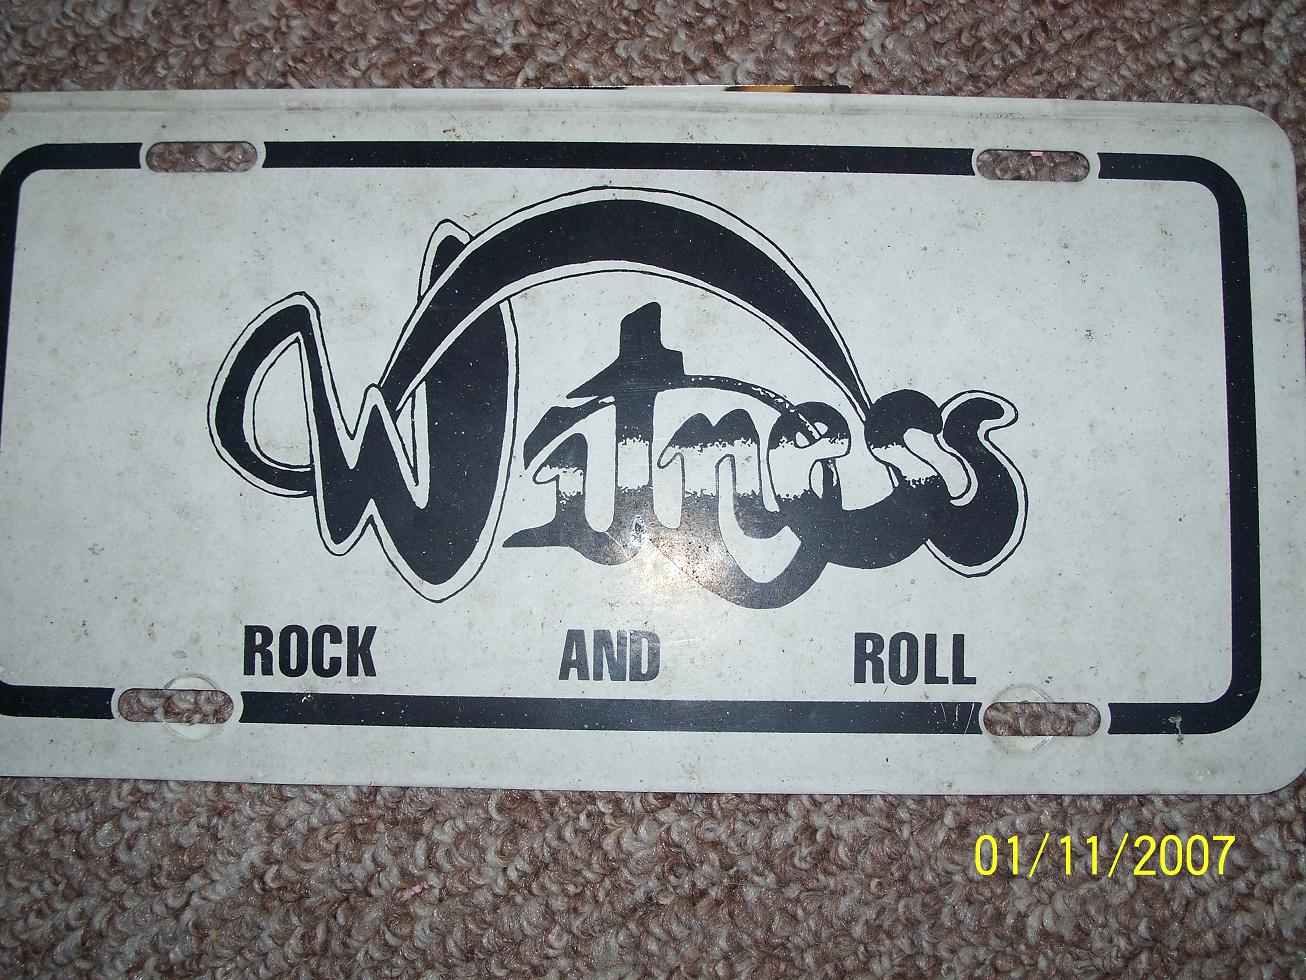 Witness
ROCK AND ROLL
01/11/2007